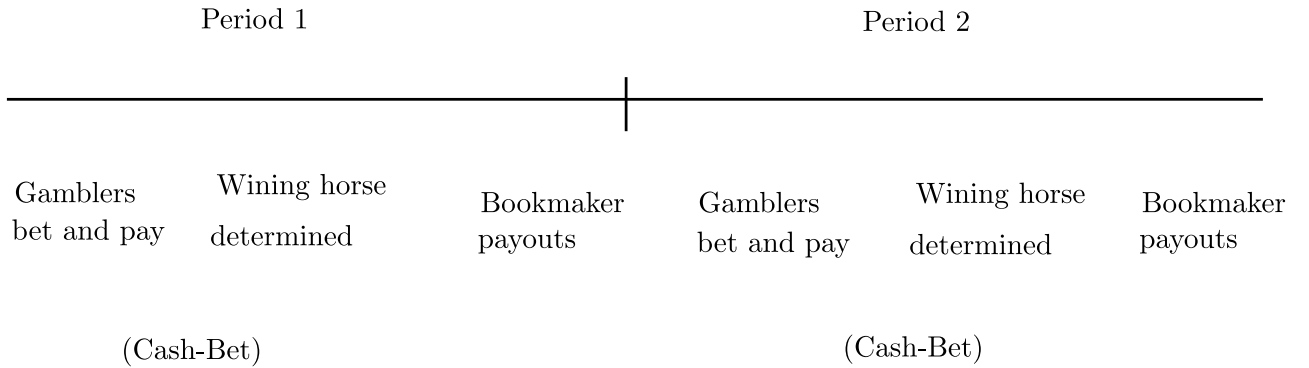 Period 1
Period 2
Gamblers
bet and pay
Wining horse
determined
Bookmaker
payouts
Gamblers
bet and pay
Wining horse
determined
Bookmaker
payouts
(Cash-Bet)
(Cash-Bet)